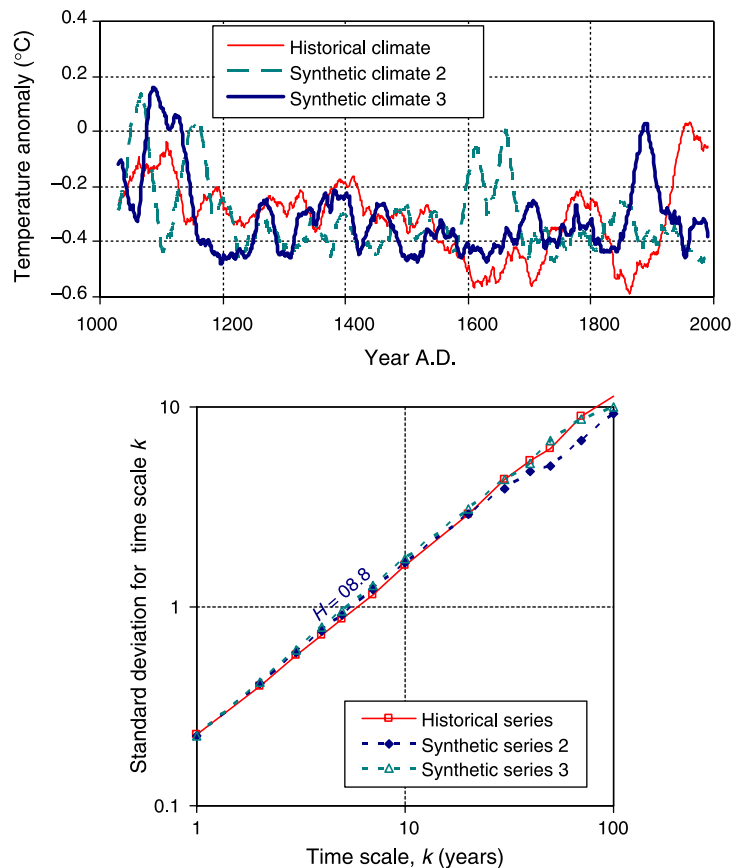 0.4
0.2
0
–0.2
–0.4
–0.6
Temperature anomaly (°C)
Historical climate
Synthetic climate 2
Synthetic climate 3
1000 1200 1400 1600 1800 2000
Year A.D.
10
1
0.1
Standard deviation for time scale k
H = 08.8
Historical series
Synthetic series 2
Synthetic series 3
1 10 100
Time scale, k (years)